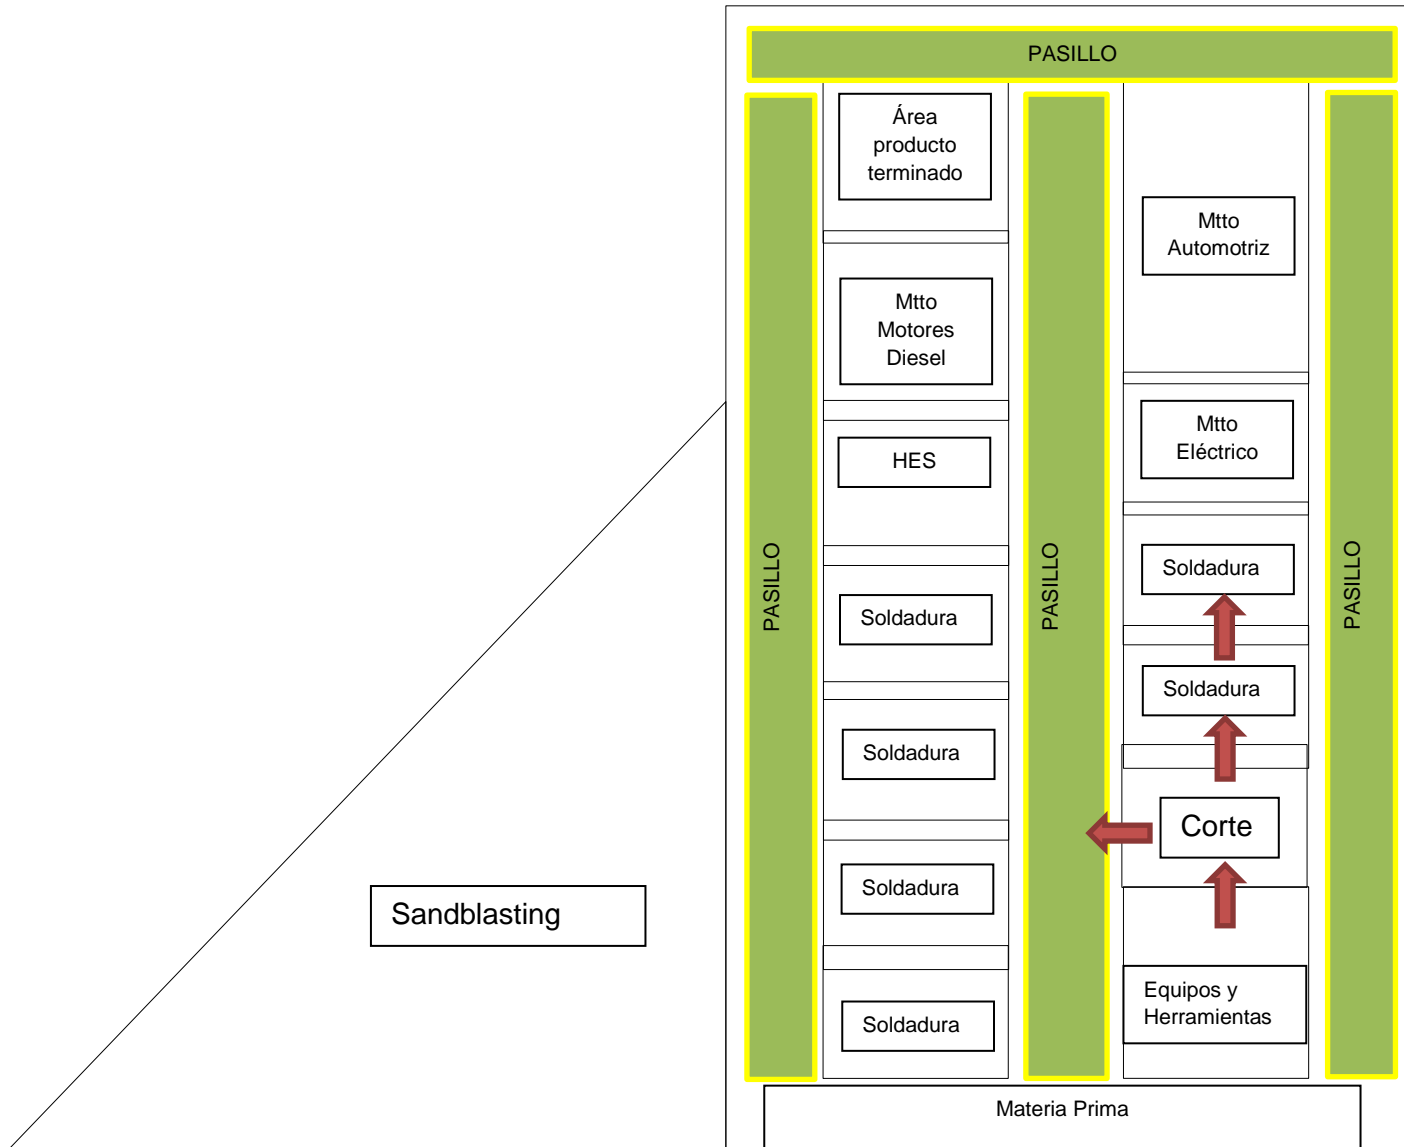 PASILLO
Área
producto
terminado
Mtto
Automotriz
Mtto
Motores
Diesel
Mtto
Eléctrico
HES
PASILLO
PASILLO
PASILLO
Soldadura
Soldadura
Soldadura
Soldadura
Corte
Soldadura
Sandblasting
Equipos y
Herramientas
Soldadura
Materia Prima